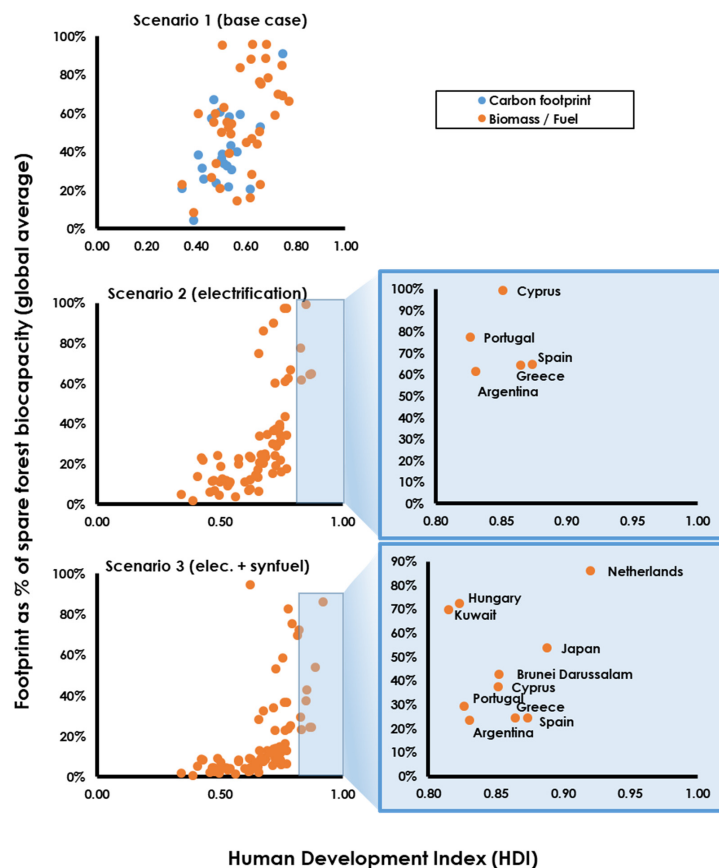 Scenario 1 (base case)
100%
80%
60%
40%
20%
0%
0.00 0.20 0.40 0.60 0.80 1.00
Carbon footprint
Biomass / Fuel
Footprint as % of spare forest biocapacity (global average)
Scenario 2 (electrification)
100%
80%
60%
40%
20%
0%
0.00 0.50 1.00
100%
90%
80%
70%
60%
50%
40%
30%
20%
10%
0%
Cyprus
Portugal
Spain
Greece
Argentina
0.80 0.85 0.90 0.95 1.00
Scenario 3 (elec. + synfuel)
100%
80%
60%
40%
20%
0%
0.00 0.50 1.00
90%
80%
70%
60%
50%
40%
30%
20%
10%
0%
Netherlands
Hungary
Kuwait
Japan
Brunei Darussalam
Cyprus
Portugal
Greece
Spain
Argentina
0.80 0.85 0.90 0.95 1.00
Human Development Index (HDI)